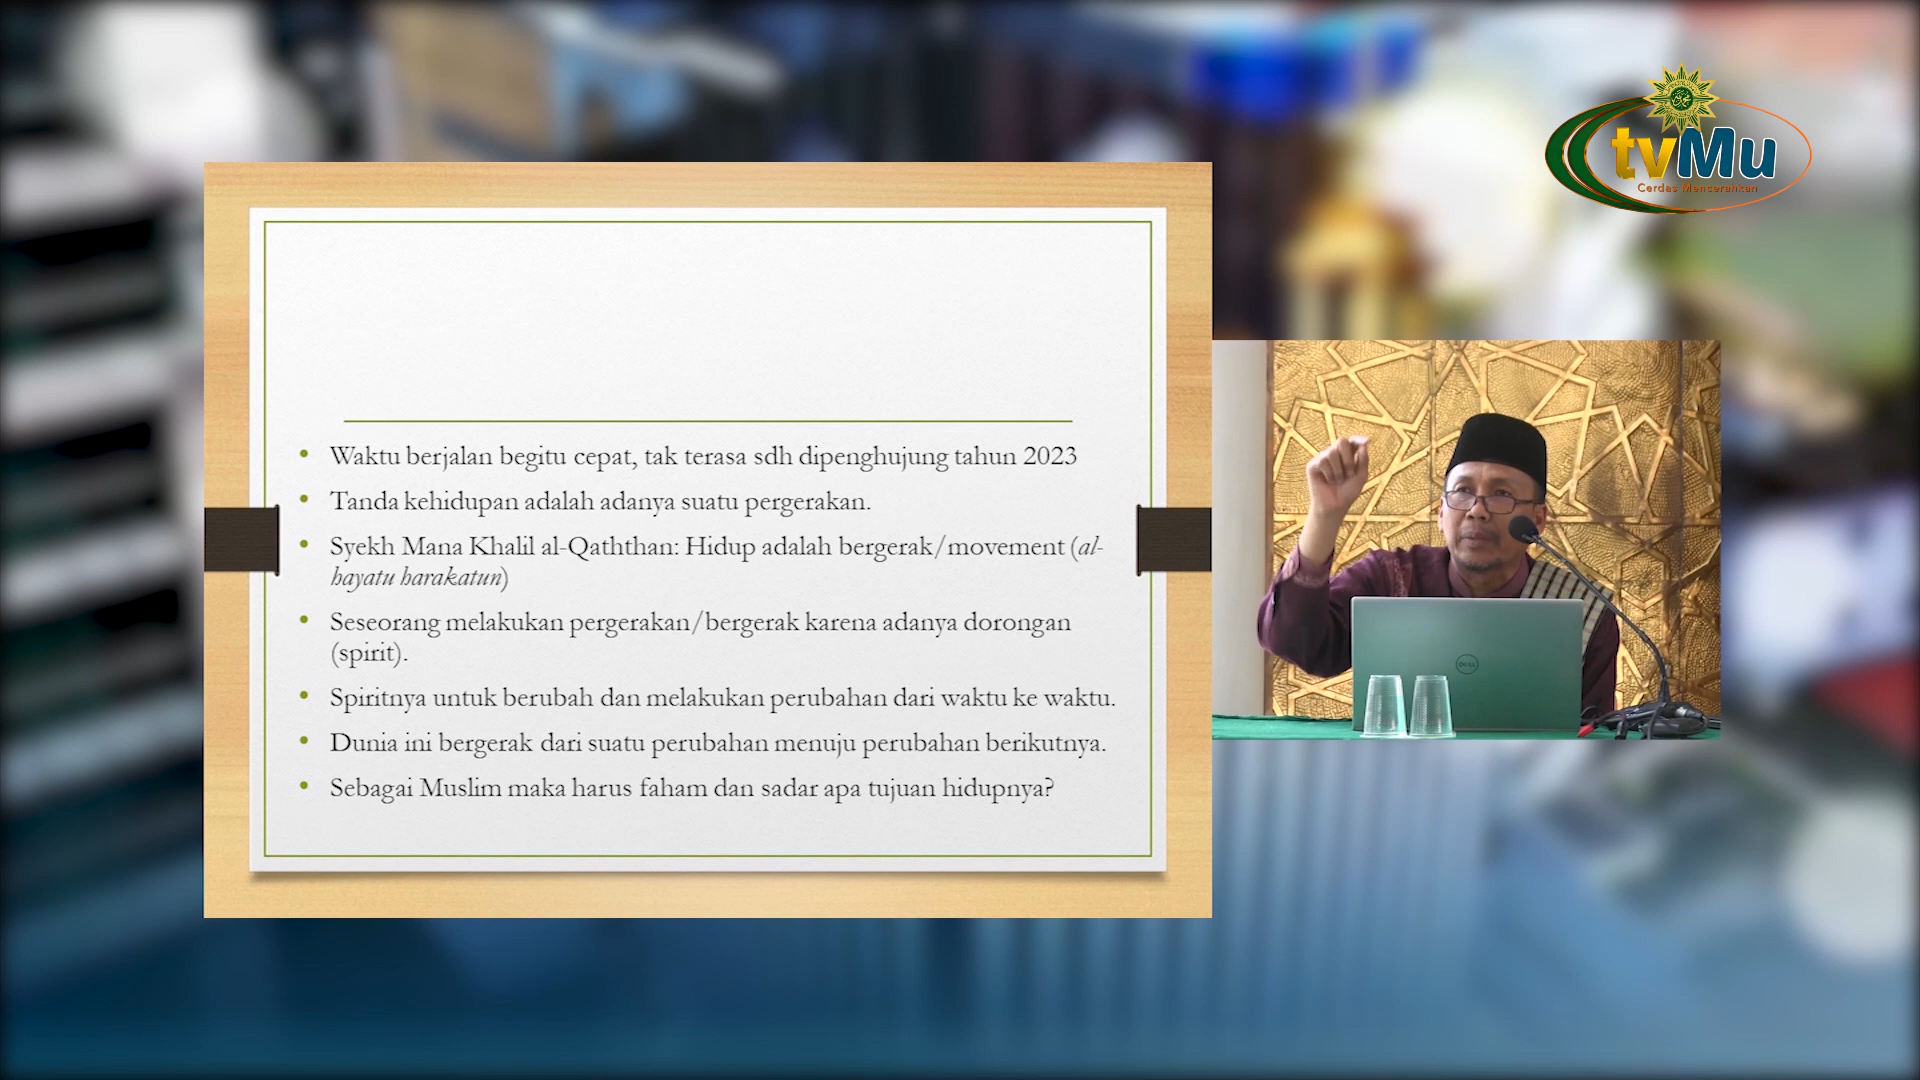 tvMu
Cerdas Mencerahkan
• Waktu berjalan begitu cepat, tak terasa sdh dipenghujung tahun 2023
• Tanda kehidupan adalah adanya suatu pergerakan.
• Syekh Mana Khalil al-Qaththan: Hidup adalah bergerak/movement (al-
hayatu harakatun)
• Seseorang melakukan pergerakan/bergerak karena adanya dorongan
(spirit).
• Spiritnya untuk berubah dan melakukan perubahan dari waktu ke waktu.
• Dunia ini bergerak dari suatu perubahan menuju perubahan berikutnya.
• Sebagai Muslim maka harus faham dan sadar apa tujuan hidupnya?
DELL